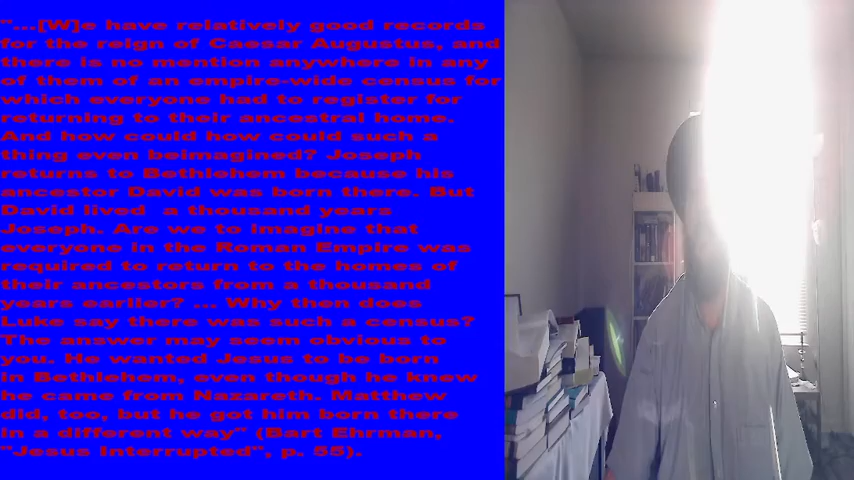 "...[W]e have relatively good records
for the reign of Caesar Augustus, and
there is no mention anywhere in any
of them of an empire-wide census for
which everyone had to register for
returning to their ancestral home.
And how could how could such a
thing even beimagined? Joseph
returns to Bethlehem because his
ancestor David was born there. But
David lived a thousand years
Joseph. Are we to imagine that
everyone in the Roman Empire was
required to return to the homes of
their ancestors from a thousand
years earlier? ... Why then does
Luke say there was such a census?
The answer may seem obvious to
you. He wanted Jesus to be born
in Bethlehem, even though he knew
he came from Nazareth. Matthew
did, too, but he got him born there
in a different way" (Bart Ehrman,
"Jesus Interrupted", p. 55).